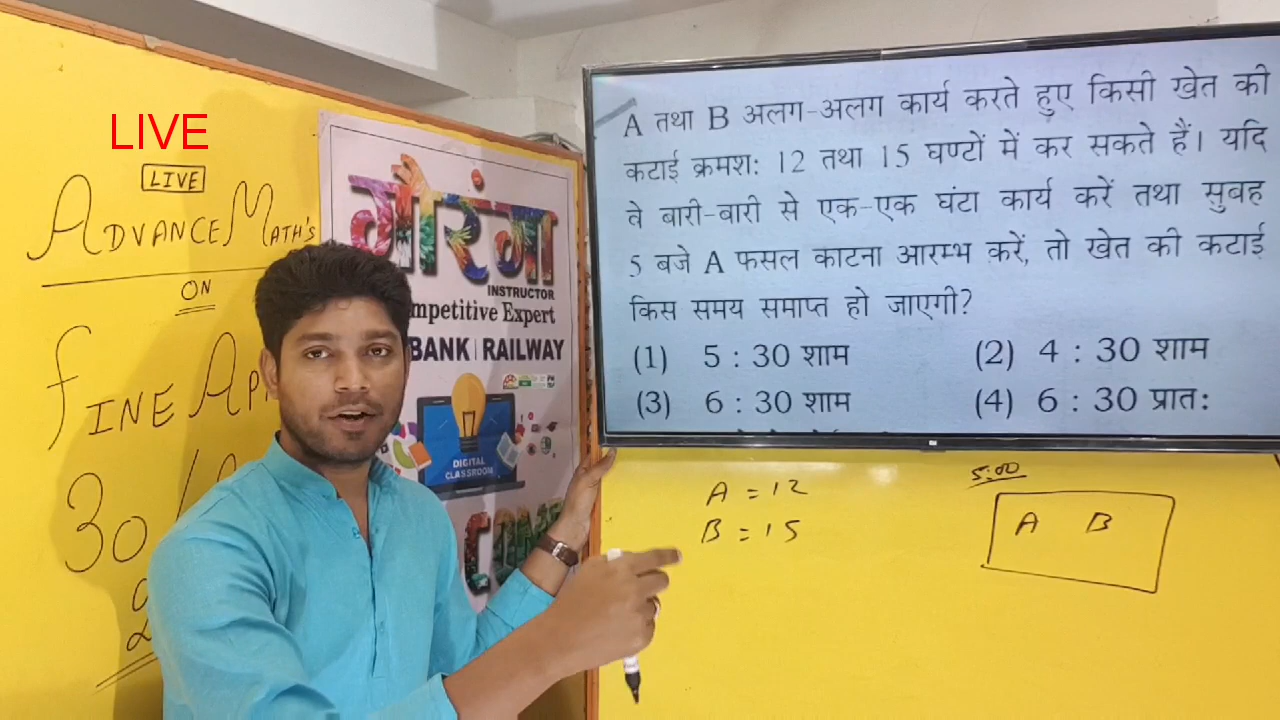 LIVE
LIVE
ADVANCE MATH'S
ON
FINE
30
गौरंगा
INSTRUCTOR
mpetitive Expert
BANK | RAILWAY
DIGITAL
CLASSROOM
A तथा B अलग-अलग कार्य करते हुए किसी खेत की
कटाई क्रमश: 12 तथा 15 घण्टों में कर सकते हैं। यदि
वे बारी-बारी से एक-एक घंटा कार्य करें तथा सुबह
5 बजे A फसल काटना आरम्भ करें, तो खेत की कटाई
किस समय समाप्त हो जाएगी?
(1) 5 : 30 शाम (2) 4 : 30 शाम
(3) 6 : 30 शाम (4) 6 : 30 प्रात:
A = 12
B = 15
5:00
A B